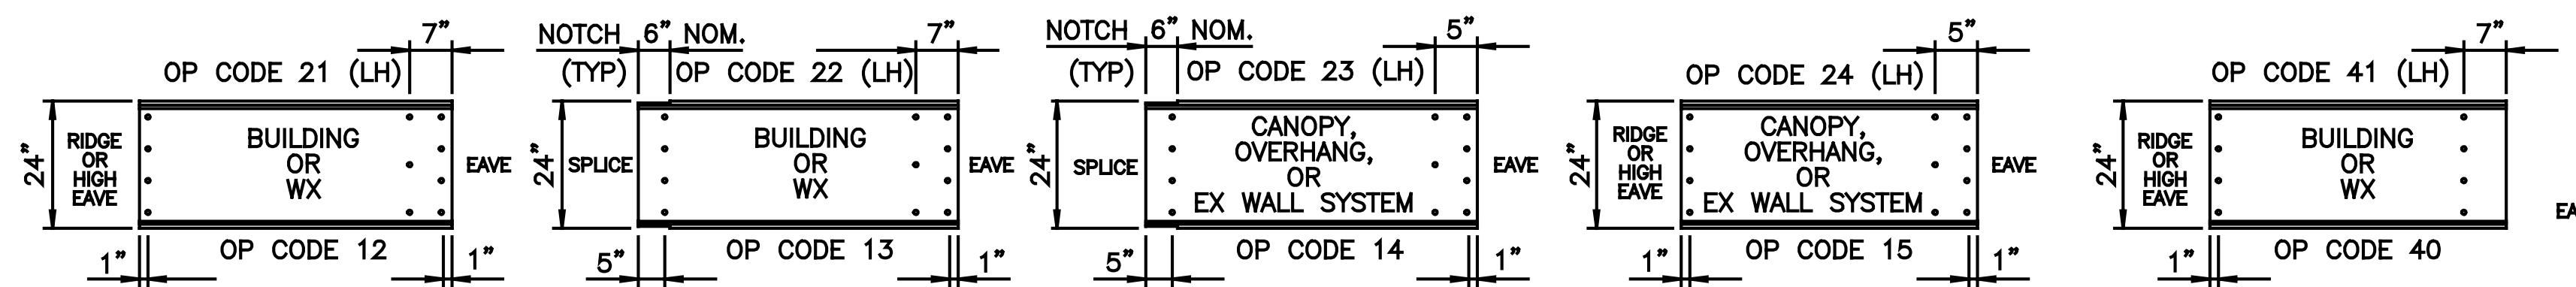 7”
OP CODE 21 (LH)
24”
RIDGE
OR
HIGH
EAVE
BUILDING
OR
WX
EAVE
OP CODE 12
1”
1”
NOTCH 6” NOM.
(TYP)
7”
OP CODE 22 (LH)
24”
SPLICE
BUILDING
OR
WX
EAVE
OP CODE 13
5”
1”
NOTCH 6” NOM.
(TYP)
5”
OP CODE 23 (LH)
24”
SPLICE
CANOPY,
OVERHANG,
OR
EX WALL SYSTEM
EAVE
OP CODE 14
5”
1”
5”
OP CODE 24 (LH)
24”
RIDGE
OR
HIGH
EAVE
CANOPY,
OVERHANG,
OR
EX WALL SYSTEM
EAVE
OP CODE 15
1”
1”
7”
OP CODE 41 (LH)
24”
RIDGE
OR
HIGH
EAVE
BUILDING
OR
WX
OP CODE 40
1”